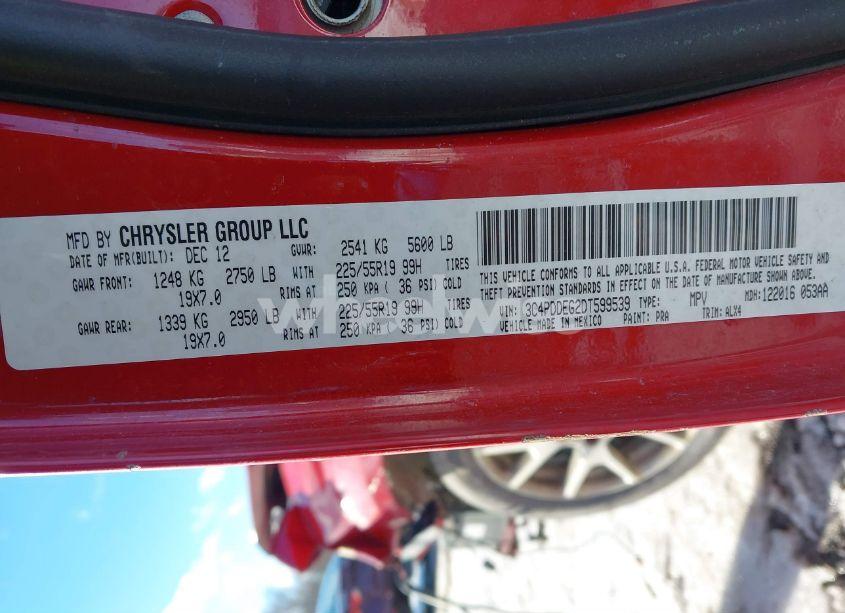 MFD BY CHRYSLER GROUP LLC
DATE OF MFR(BUILT): DEC 12 GVWR: 2541 KG 5600 LB
GAWR FRONT: 1248 KG 2750 LB WITH 225/55R19 99H TIRES
19X7.0 RIMS AT 250 KPA ( 36 PSI) COLD
GAWR REAR: 1339 KG 2950 LB WITH 225/55R19 99H TIRES
19X7.0 RIMS AT 250 KPA ( 36 PSI) COLD
THIS VEHICLE CONFORMS TO ALL APPLICABLE U.S.A. FEDERAL MOTOR VEHICLE SAFETY AND
THEFT PREVENTION STANDARDS IN EFFECT ON THE DATE OF MANUFACTURE SHOWN ABOVE.
VIN: 3C4PDDEG2DT599539 TYPE: MPV MDH: 122016 053AA
VEHICLE MADE IN MEXICO PAINT: PRA TRIM: ALX4